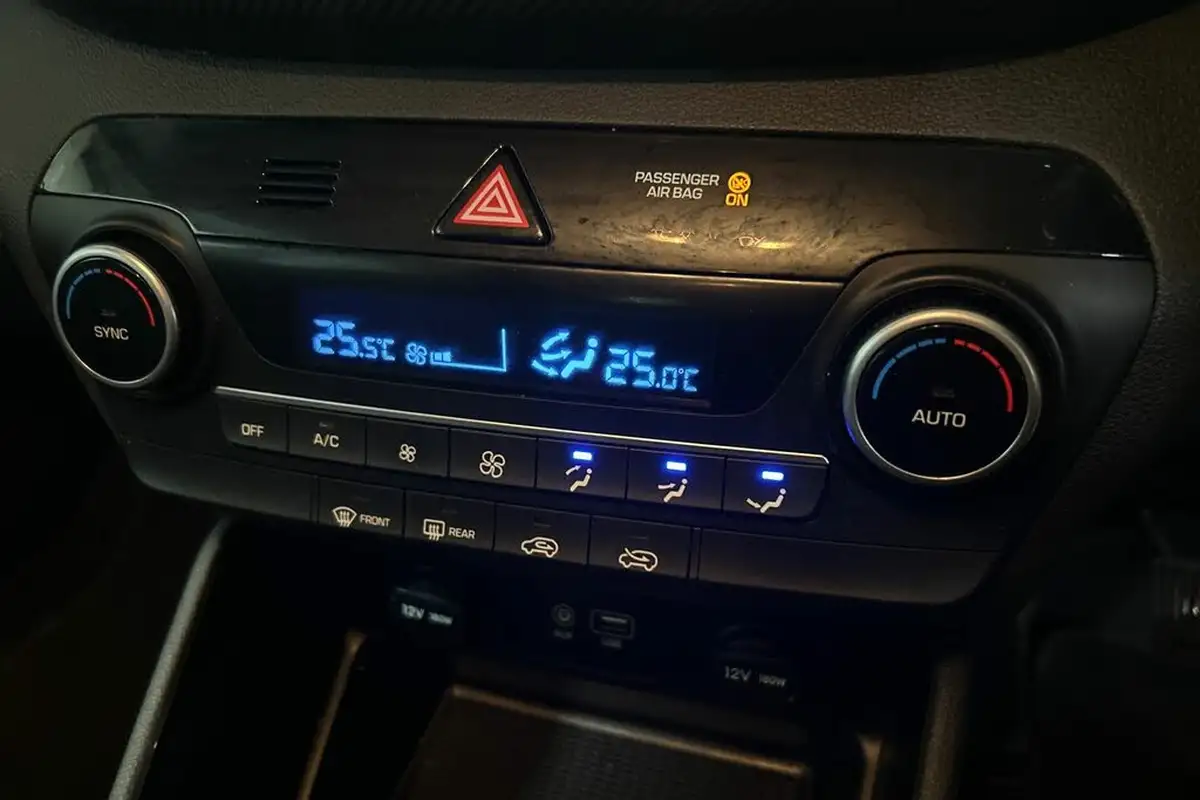 PASSENGER
AIR BAG
ON
SYNC
25.5°C
25.0°C
AUTO
OFF
A/C
FRONT
REAR
12V 180W
12V 180W